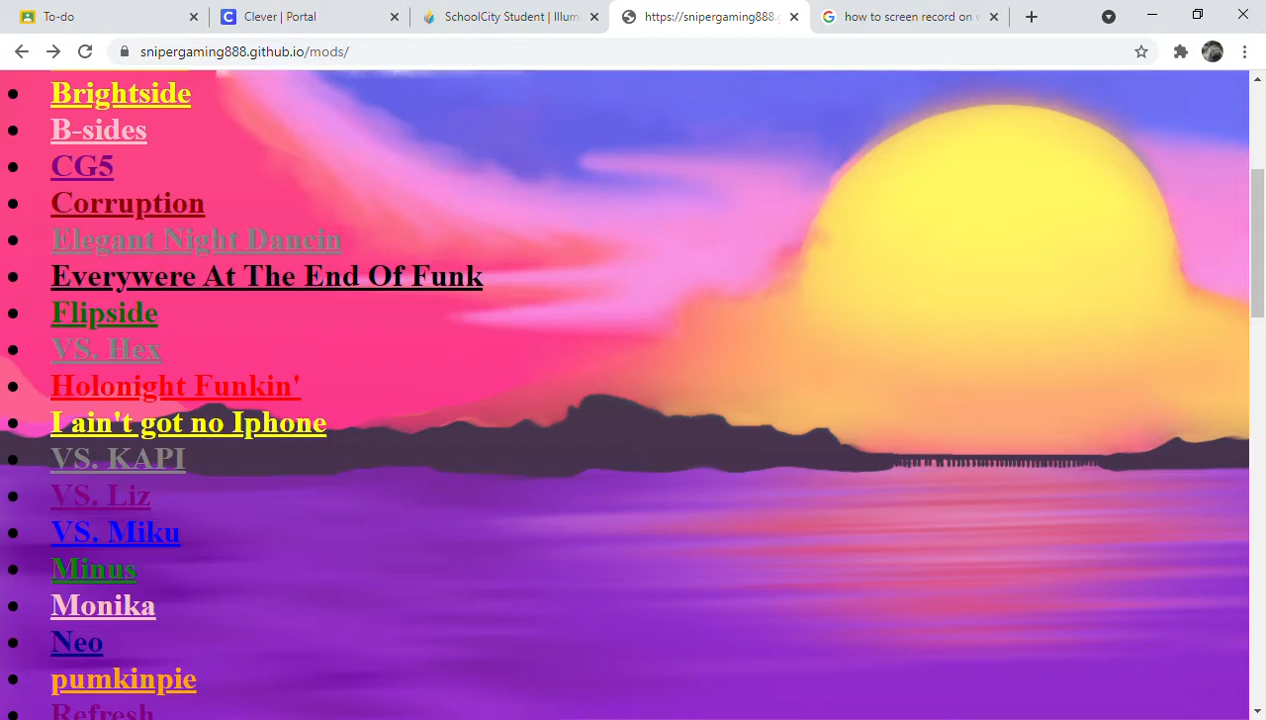 To-do
Clever | Portal
SchoolCity Student | Illum
https://snipergaming888.g
how to screen record on w
snipergaming888.github.io/mods/
Brightside
B-sides
CG5
Corruption
Elegant Night Dancin
Everywere At The End Of Funk
Flipside
VS. Hex
Holonight Funkin'
I ain't got no Iphone
VS. KAPI
VS. Liz
VS. Miku
Minus
Monika
Neo
pumkinpie
Refresh